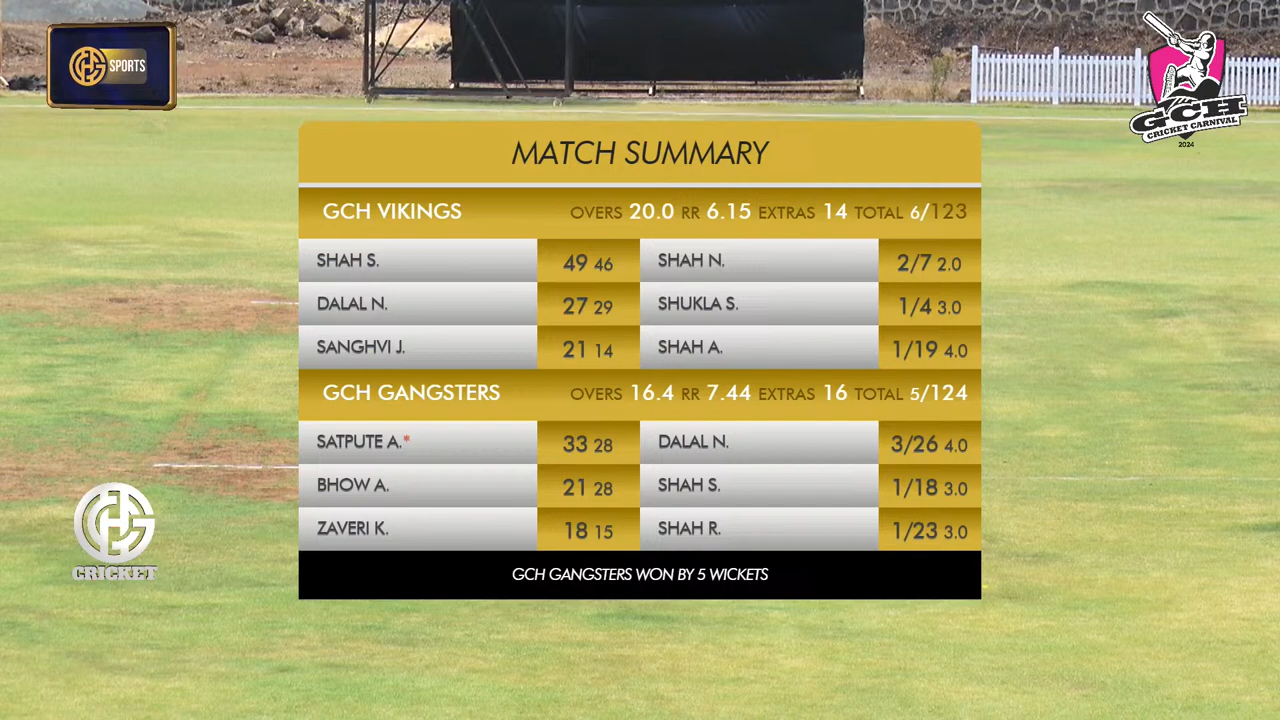 SPORTS
GCH
CRICKET CARNIVAL
2024
MATCH SUMMARY
GCH VIKINGS OVERS 20.0 RR 6.15 EXTRAS 14 TOTAL 6/123
SHAH S. 49 46 SHAH N. 2/7 2.0
DALAL N. 27 29 SHUKLA S. 1/4 3.0
SANGHVI J. 21 14 SHAH A. 1/19 4.0
GCH GANGSTERS OVERS 16.4 RR 7.44 EXTRAS 16 TOTAL 5/124
SATPUTE A.* 33 28 DALAL N. 3/26 4.0
BHOW A. 21 28 SHAH S. 1/18 3.0
ZAVERI K. 18 15 SHAH R. 1/23 3.0
GCH GANGSTERS WON BY 5 WICKETS
CRICKET